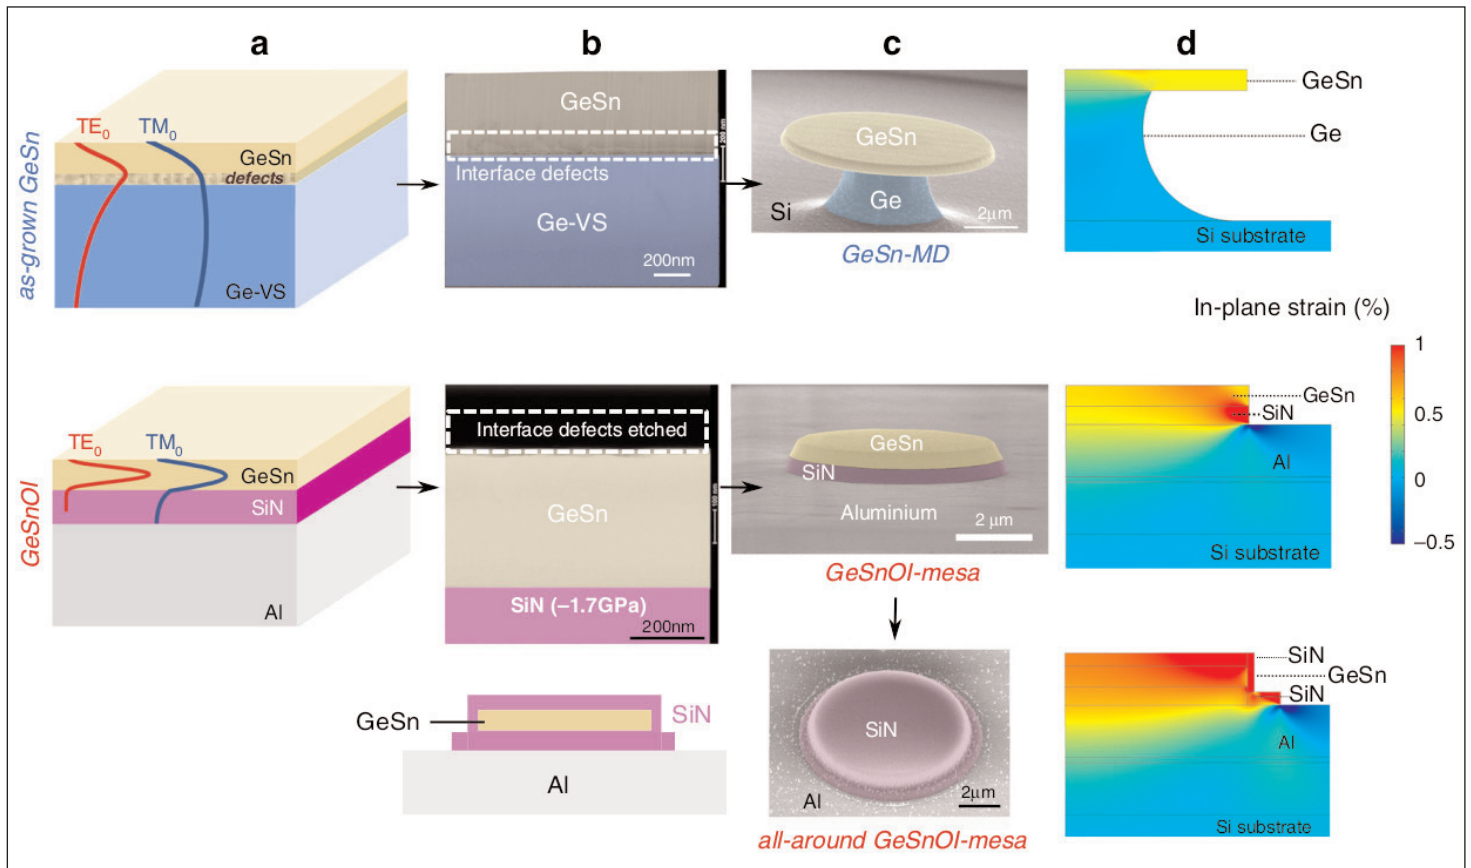 a
b
c
d
as-grown GeSn
TE0
TM0
GeSn
defects
Ge-VS
GeSn
Interface defects
Ge-VS
200nm
200 nm
GeSn
Ge
Si
2μm
GeSn-MD
GeSn
Ge
Si substrate
In-plane strain (%)
1
0.5
0
−0.5
GeSnOI
TE0
TM0
GeSn
SiN
Al
Interface defects etched
GeSn
SiN (−1.7GPa)
200nm
GeSn
SiN
Aluminium
2 μm
GeSnOI-mesa
GeSn
SiN
Al
Si substrate
GeSn
SiN
Al
SiN
Al
2μm
all-around GeSnOI-mesa
SiN
GeSn
SiN
Al
Si substrate